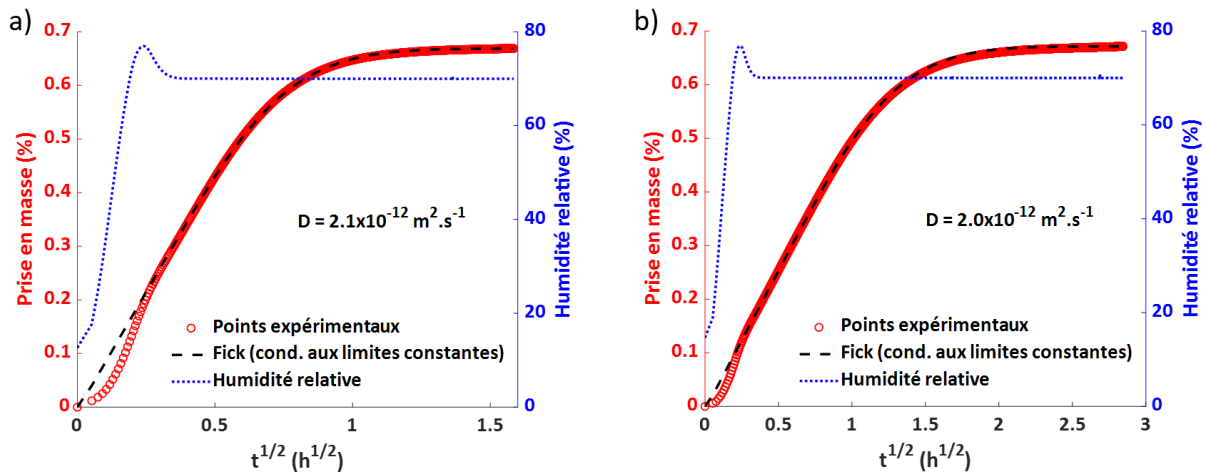 a)
Prise en masse (%)
0.7
0.6
0.5
0.4
0.3
0.2
0.1
0
80
60
40
20
0
Humidité relative (%)
D = 2.1x10⁻¹² m².s⁻¹
Points expérimentaux
Fick (cond. aux limites constantes)
Humidité relative
0 0.5 1 1.5
t^1/2 (h^1/2)
b)
Prise en masse (%)
0.7
0.6
0.5
0.4
0.3
0.2
0.1
0
80
60
40
20
0
Humidité relative (%)
D = 2.0x10⁻¹² m².s⁻¹
Points expérimentaux
Fick (cond. aux limites constantes)
Humidité relative
0 0.5 1 1.5 2 2.5 3
t^1/2 (h^1/2)